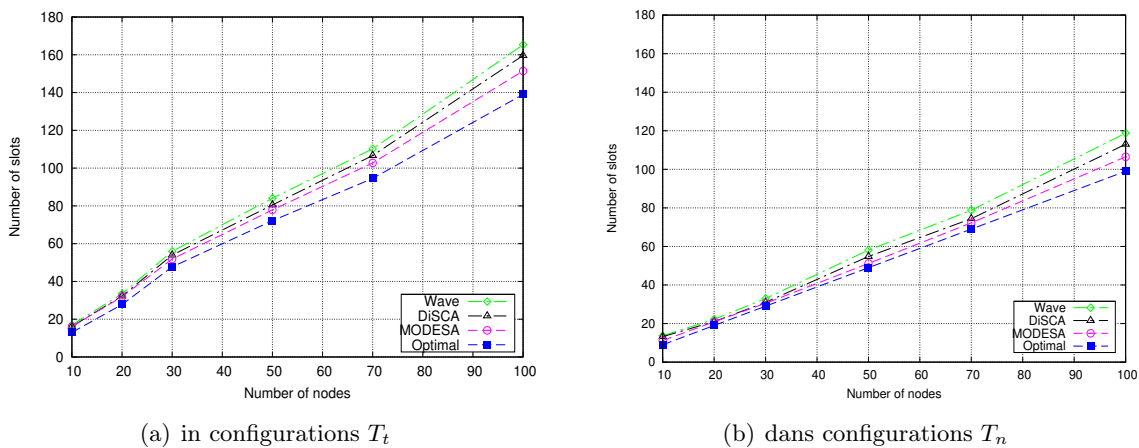 180
160
140
120
100
80
60
40
20
0
Number of slots
10 20 30 40 50 60 70 80 90 100
Number of nodes
Wave
DiSCA
MODESA
Optimal
(a) in configurations T_t
180
160
140
120
100
80
60
40
20
0
Number of slots
10 20 30 40 50 60 70 80 90 100
Number of nodes
Wave
DiSCA
MODESA
Optimal
(b) dans configurations T_n